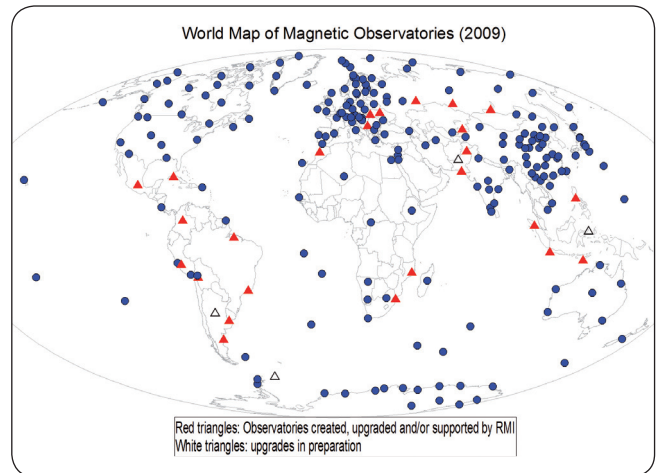 World Map of Magnetic Observatories (2009)
Red triangles: Observatories created, upgraded and/or supported by RMI
White triangles: upgrades in preparation